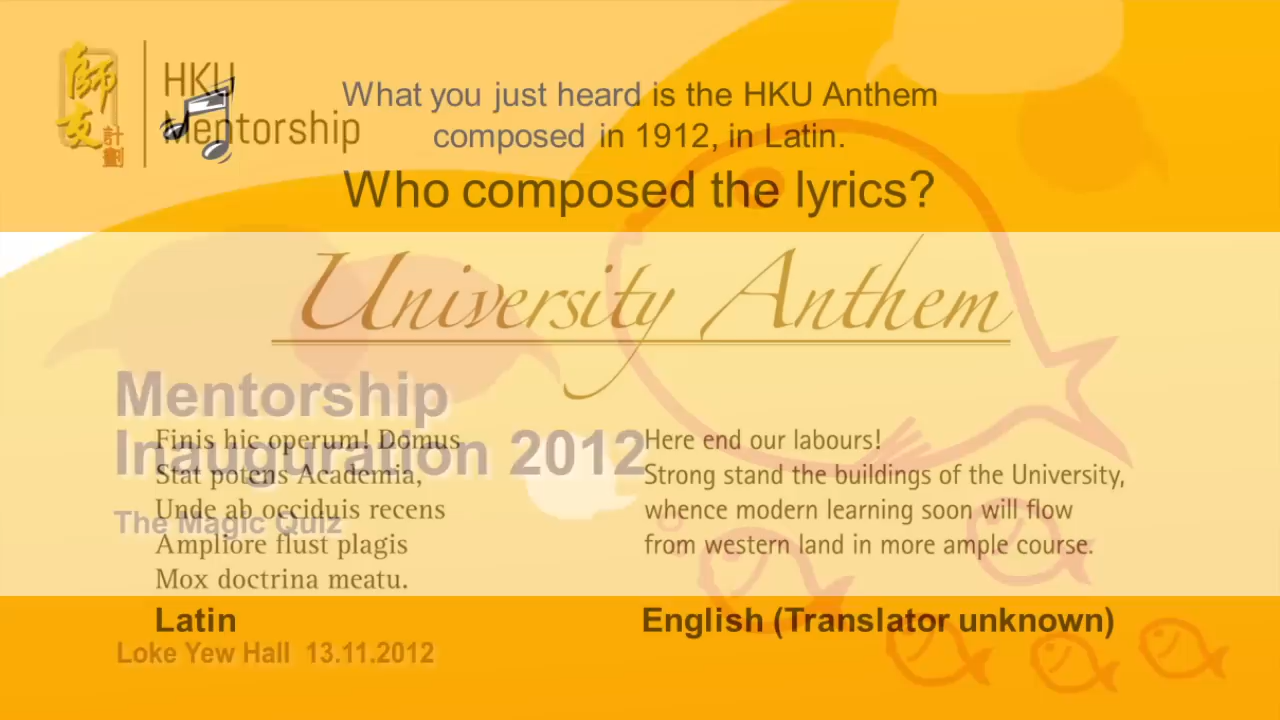 師友
計劃
HKU
Mentorship
What you just heard is the HKU Anthem
composed in 1912, in Latin.
Who composed the lyrics?
University Anthem
Mentorship
Inauguration 2012
The Magic Quiz
Finis hic operum! Domus
Stat potens Academia,
Unde ab occiduis recens
Ampliore flust plagis
Mox doctrina meatu.
Latin
Here end our labours!
Strong stand the buildings of the University,
whence modern learning soon will flow
from western land in more ample course.
English (Translator unknown)
Loke Yew Hall 13.11.2012